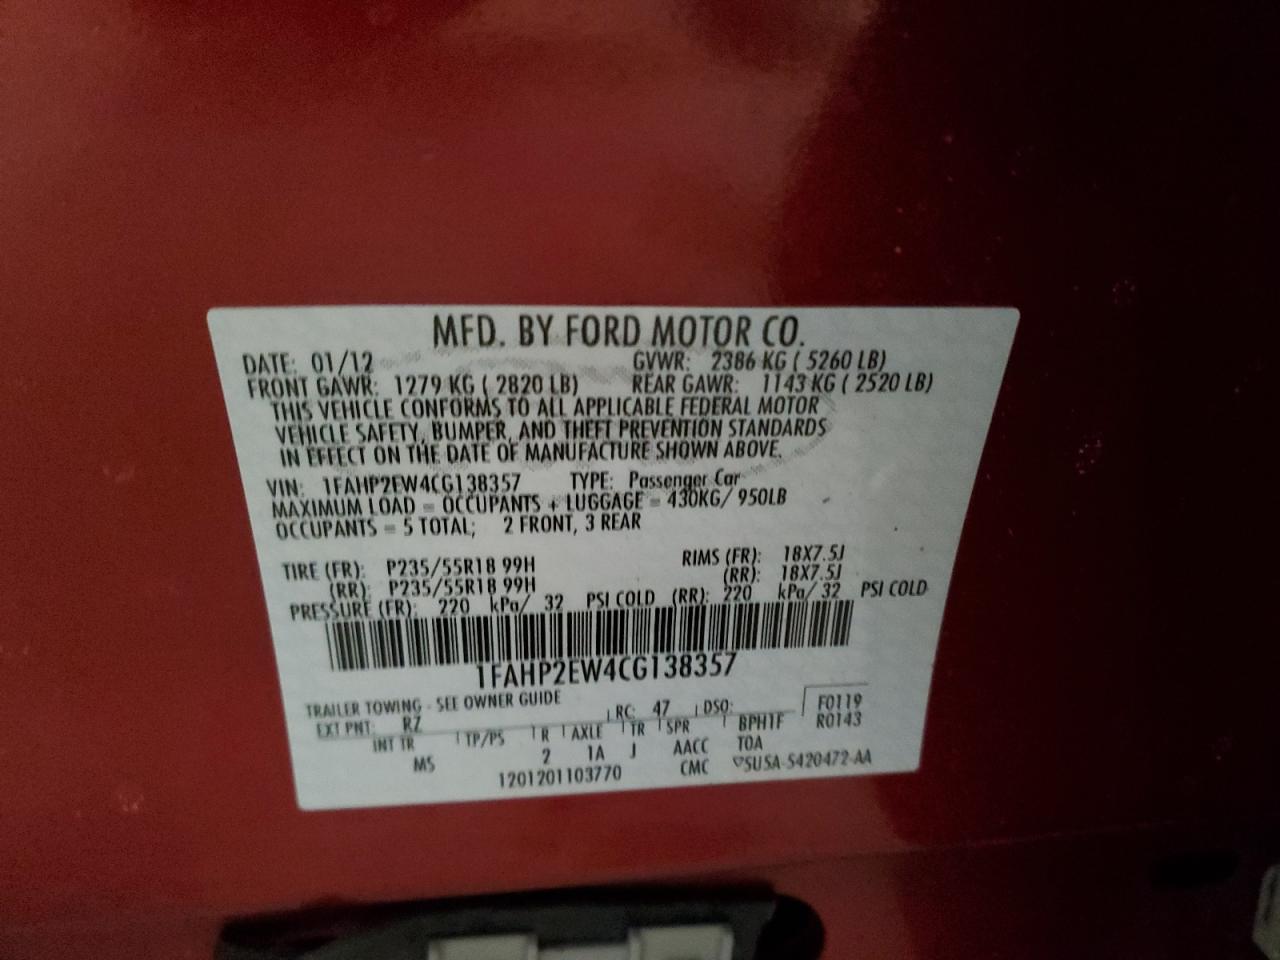 MFD. BY FORD MOTOR CO.
DATE: 01/12 GVWR: 2386 KG ( 5260 LB)
FRONT GAWR: 1279 KG ( 2820 LB) REAR GAWR: 1143 KG ( 2520 LB)
THIS VEHICLE CONFORMS TO ALL APPLICABLE FEDERAL MOTOR
VEHICLE SAFETY, BUMPER, AND THEFT PREVENTION STANDARDS
IN EFFECT ON THE DATE OF MANUFACTURE SHOWN ABOVE.
VIN: 1FAHP2EW4CG138357 TYPE: Passenger Car
MAXIMUM LOAD = OCCUPANTS + LUGGAGE = 430KG/ 950LB
OCCUPANTS = 5 TOTAL; 2 FRONT, 3 REAR
TIRE (FR): P235/55R18 99H RIMS (FR): 18X7.5J
(RR): P235/55R18 99H (RR): 18X7.5J
PRESSURE (FR): 220 kPa/ 32 PSI COLD (RR): 220 kPa/ 32 PSI COLD
1FAHP2EW4CG138357
TRAILER TOWING - SEE OWNER GUIDE
EXT PNT: RZ RC: 47 DSO: F0119
INT TR TP/PS R AXLE TR SPR BPH1F R0143
MS 2 1A J AACC TOA
1201201103770 CMC ▽SUSA-5420472-AA